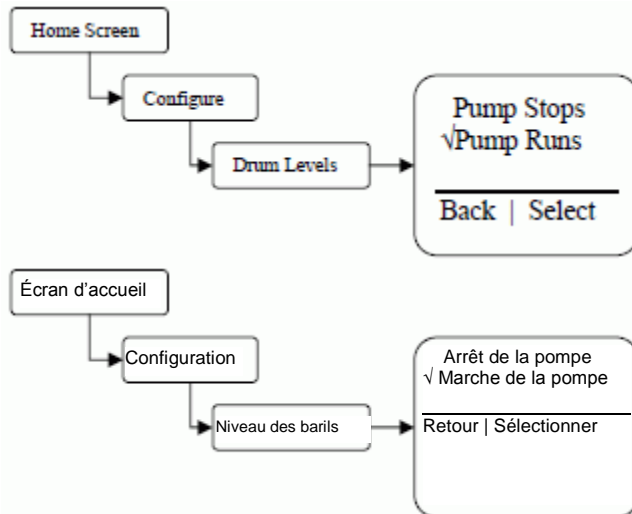 Home Screen
Configure
Drum Levels
Pump Stops
√Pump Runs
Back | Select
Écran d'accueil
Configuration
Niveau des barils
Arrêt de la pompe
√ Marche de la pompe
Retour | Sélectionner